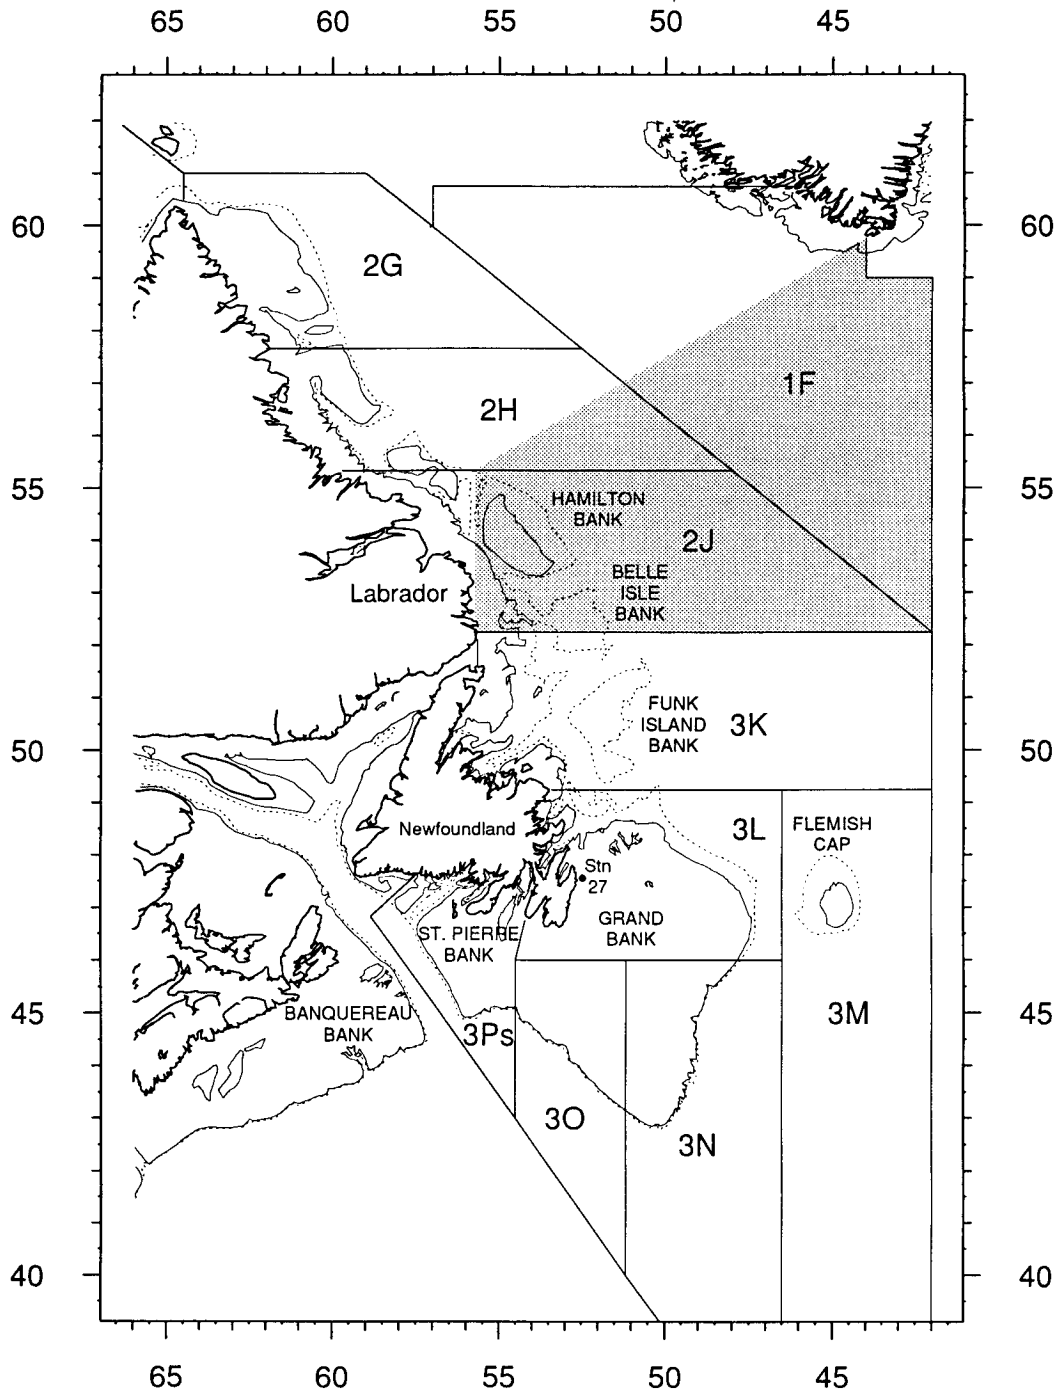 65 60 55 50 45
60 60
2G
1F
2H
55 55
HAMILTON
BANK
2J
BELLE
ISLE
BANK
Labrador
FUNK
ISLAND
BANK
3K
50 50
Newfoundland
3L
FLEMISH
CAP
Stn
27
GRAND
BANK
ST. PIERRE
BANK
BANQUEREAU
BANK
45 45
3Ps
3M
3O
3N
40 40
65 60 55 50 45